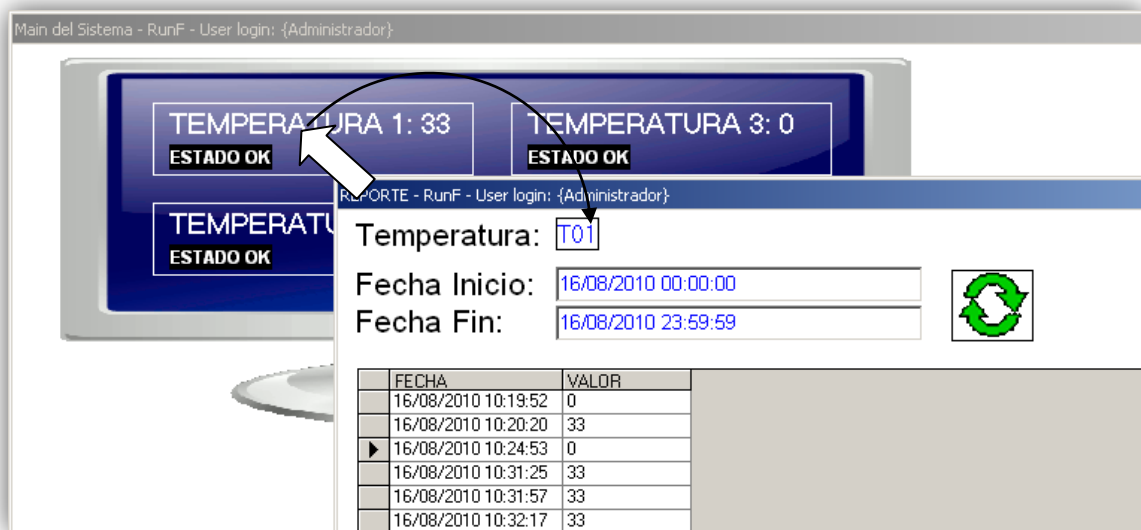 Main del Sistema - RunF - User login: {Administrador}
TEMPERATURA 1: 33
ESTADO OK
TEMPERATURA 3: 0
ESTADO OK
ESTADO OK
REPORTE - RunF - User login: {Administrador}
Temperatura: T01
Fecha Inicio: 16/08/2010 00:00:00
Fecha Fin: 16/08/2010 23:59:59
FECHA VALOR
16/08/2010 10:19:52 0
16/08/2010 10:20:20 33
16/08/2010 10:24:53 0
16/08/2010 10:31:25 33
16/08/2010 10:31:57 33
16/08/2010 10:32:17 33